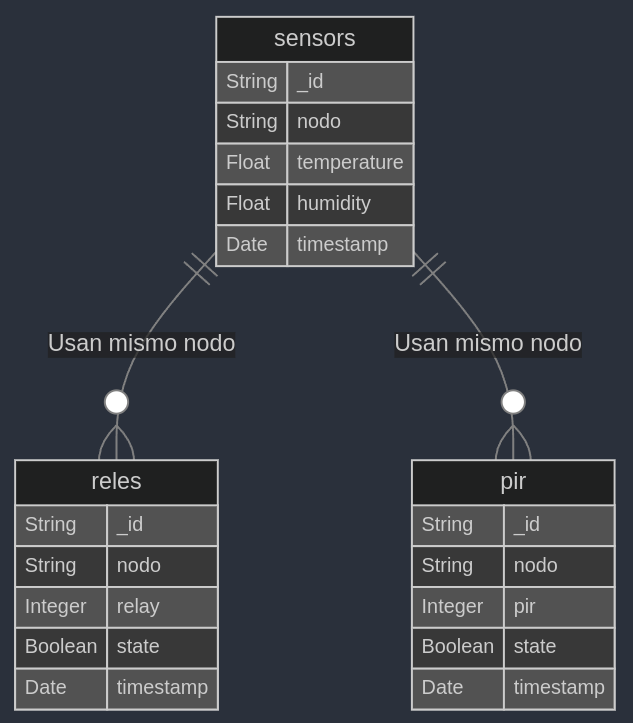 sensors
String _id
String nodo
Float temperature
Float humidity
Date timestamp
Usan mismo nodo
Usan mismo nodo
reles
String _id
String nodo
Integer relay
Boolean state
Date timestamp
pir
String _id
String nodo
Integer pir
Boolean state
Date timestamp